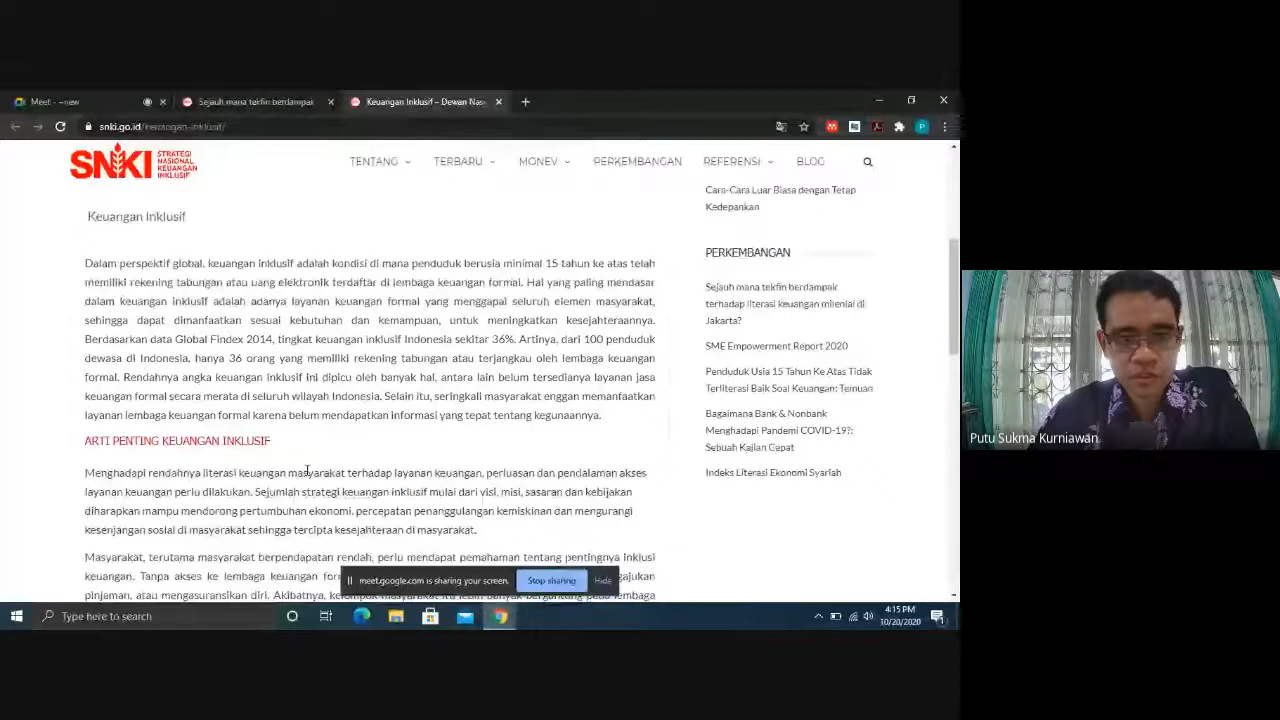 Meet - -new
Sejauh mana tekfin berdampak
Keuangan Inklusif – Dewan Nas
snki.go.id/keuangan-inklusif/
P
SNKI STRATEGI NASIONAL KEUANGAN INKLUSIF
TENTANG
TERBARU
MONEV
PERKEMBANGAN
REFERENSI
BLOG
Keuangan Inklusif
Dalam perspektif global, keuangan inklusif adalah kondisi di mana penduduk berusia minimal 15 tahun ke atas telah
memiliki rekening tabungan atau uang elektronik terdaftar di lembaga keuangan formal. Hal yang paling mendasar
dalam keuangan inklusif adalah adanya layanan keuangan formal yang menggapai seluruh elemen masyarakat,
sehingga dapat dimanfaatkan sesuai kebutuhan dan kemampuan, untuk meningkatkan kesejahteraannya.
Berdasarkan data Global Findex 2014, tingkat keuangan inklusif Indonesia sekitar 36%. Artinya, dari 100 penduduk
dewasa di Indonesia, hanya 36 orang yang memiliki rekening tabungan atau terjangkau oleh lembaga keuangan
formal. Rendahnya angka keuangan inklusif ini dipicu oleh banyak hal, antara lain belum tersedianya layanan jasa
keuangan formal secara merata di seluruh wilayah Indonesia. Selain itu, seringkali masyarakat enggan memanfaatkan
layanan lembaga keuangan formal karena belum mendapatkan informasi yang tepat tentang kegunaannya.
ARTI PENTING KEUANGAN INKLUSIF
Menghadapi rendahnya literasi keuangan masyarakat terhadap layanan keuangan, perluasan dan pendalaman akses
layanan keuangan perlu dilakukan. Sejumlah strategi keuangan inklusif mulai dari visi, misi, sasaran dan kebijakan
diharapkan mampu mendorong pertumbuhan ekonomi, percepatan penanggulangan kemiskinan dan mengurangi
kesenjangan sosial di masyarakat sehingga tercipta kesejahteraan di masyarakat.
Masyarakat, terutama masyarakat berpendapatan rendah, perlu mendapat pemahaman tentang pentingnya inklusi
keuangan. Tanpa akses ke lembaga keuangan for gajukan
pinjaman, atau mengasuransikan diri. Akibatnya, kelompok masyarakat itu lebih banyak bergantung pada lembaga
Cara-Cara Luar Biasa dengan Tetap
Kedepankan
PERKEMBANGAN
Sejauh mana tekfin berdampak
terhadap literasi keuangan milenial di
Jakarta?
SME Empowerment Report 2020
Penduduk Usia 15 Tahun Ke Atas Tidak
Terliterasi Baik Soal Keuangan: Temuan
Bagaimana Bank & Nonbank
Menghadapi Pandemi COVID-19?:
Sebuah Kajian Cepat
Indeks Literasi Ekonomi Syariah
meet.google.com is sharing your screen.
Stop sharing
Hide
Type here to search
4:15 PM
10/20/2020
Putu Sukma Kurniawan